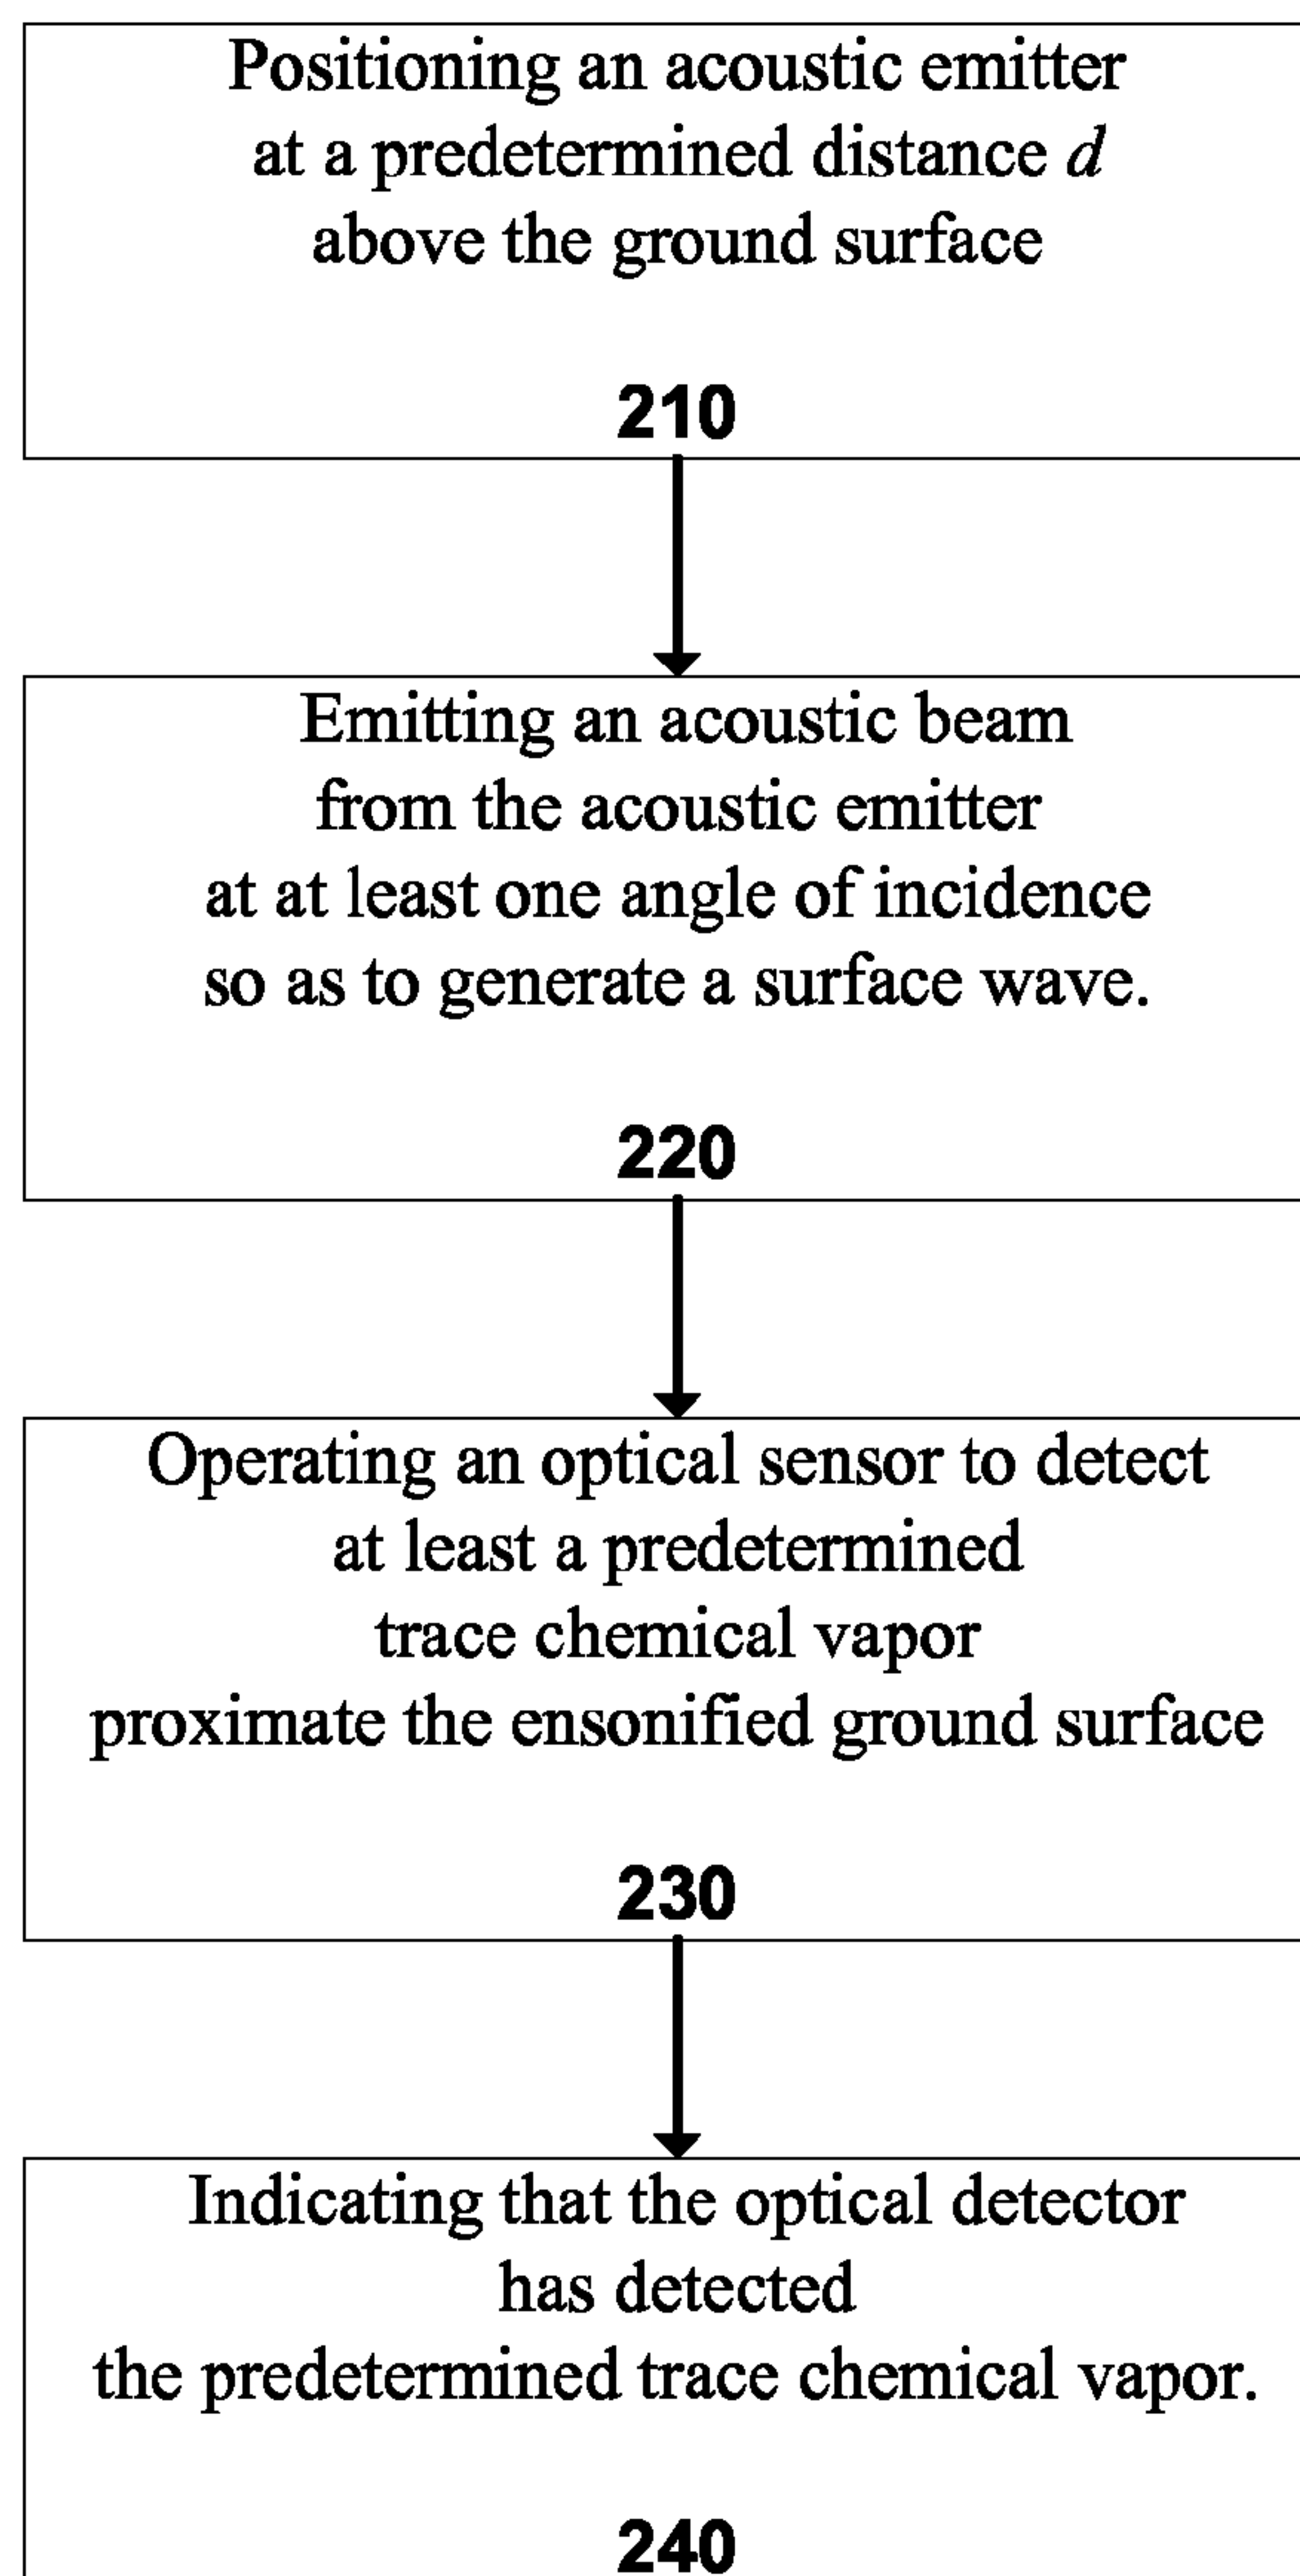 Positioning an acoustic emitter
at a predetermined distance d
above the ground surface
210
Emitting an acoustic beam
from the acoustic emitter
at at least one angle of incidence
so as to generate a surface wave.
220
Operating an optical sensor to detect
at least a predetermined
trace chemical vapor
proximate the ensonified ground surface
230
Indicating that the optical detector
has detected
the predetermined trace chemical vapor.
240